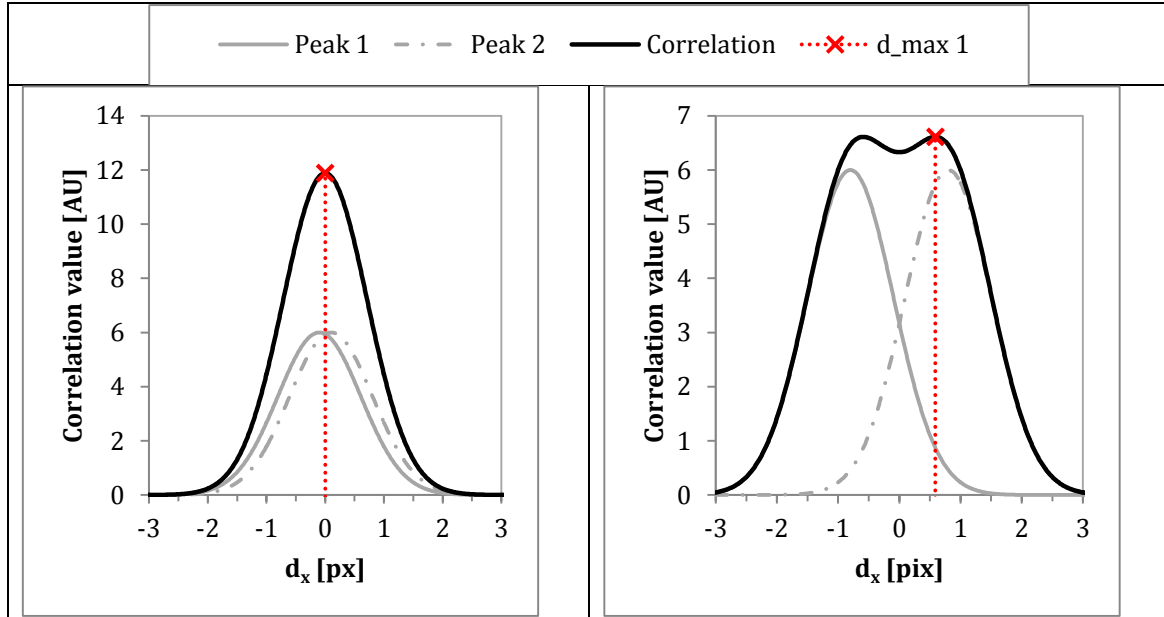 Peak 1 Peak 2 Correlation d_max 1
14
12
10
8
6
4
2
0
-3 -2 -1 0 1 2 3
Correlation value [AU]
dx [px]
7
6
5
4
3
2
1
0
-3 -2 -1 0 1 2 3
Correlation value [AU]
dx [pix]